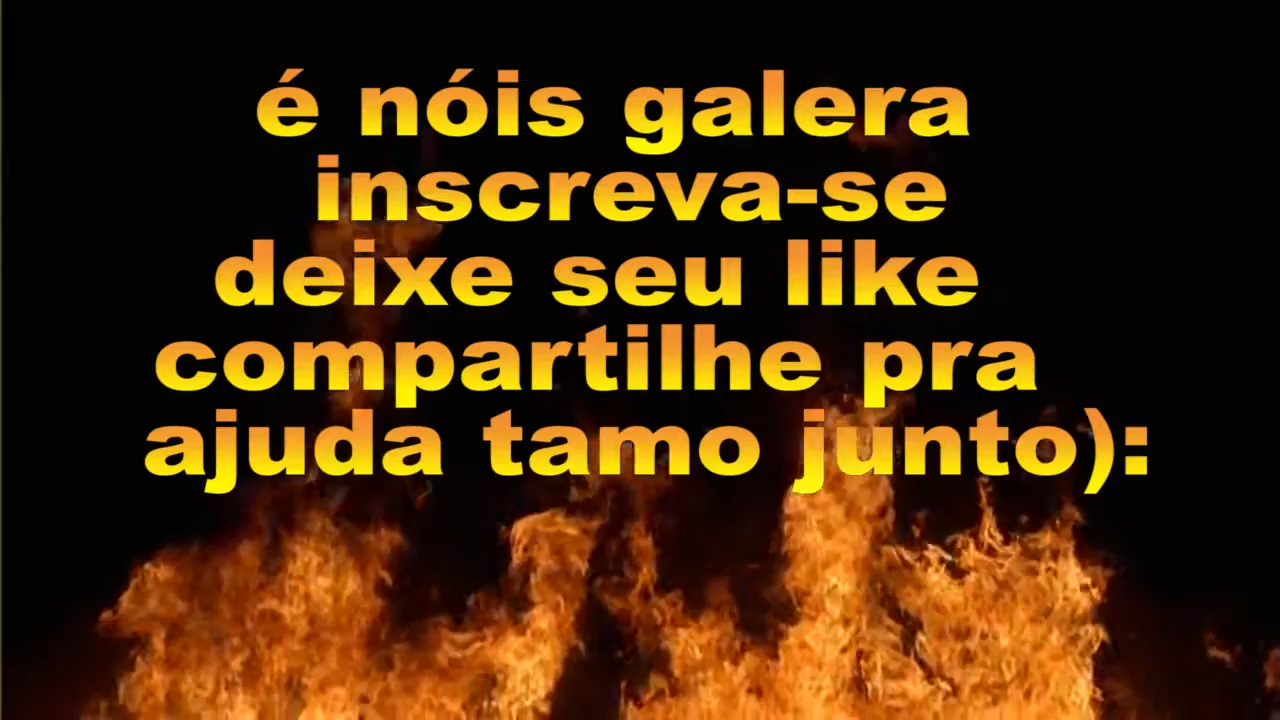 é nóis galera
inscreva-se
deixe seu like
compartilhe pra
ajuda tamo junto):